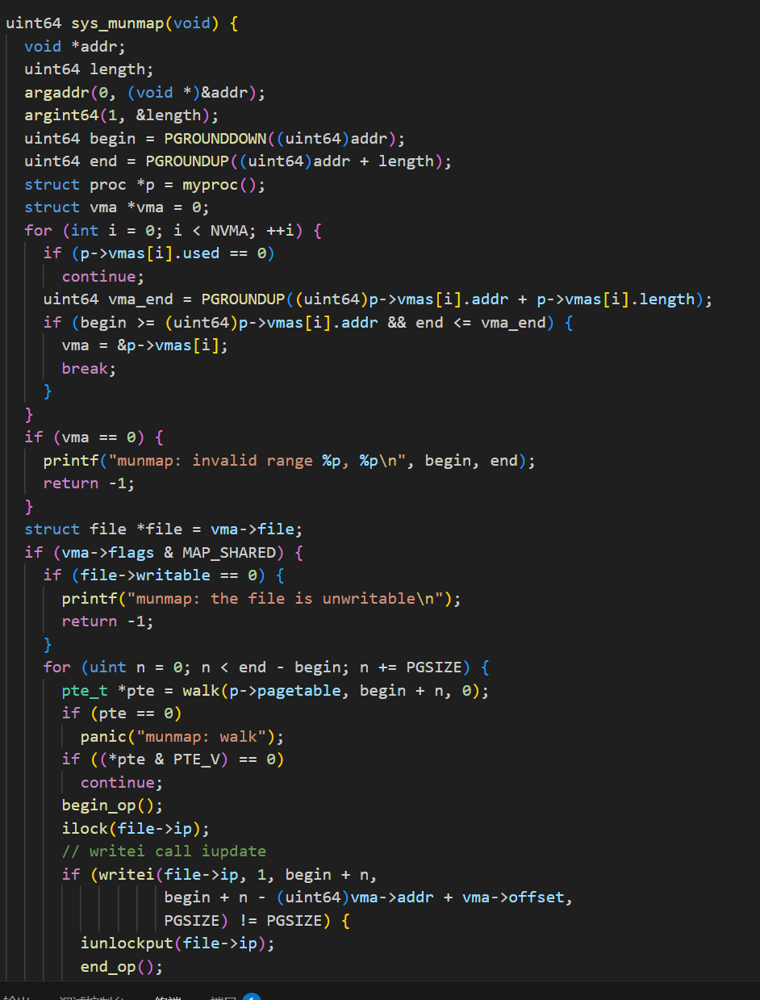 uint64 sys_munmap(void) {
  void *addr;
  uint64 length;
  argaddr(0, (void *)&addr);
  argint64(1, &length);
  uint64 begin = PGROUNDDOWN((uint64)addr);
  uint64 end = PGROUNDUP((uint64)addr + length);
  struct proc *p = myproc();
  struct vma *vma = 0;
  for (int i = 0; i < NVMA; ++i) {
    if (p->vmas[i].used == 0)
      continue;
    uint64 vma_end = PGROUNDUP((uint64)p->vmas[i].addr + p->vmas[i].length);
    if (begin >= (uint64)p->vmas[i].addr && end <= vma_end) {
      vma = &p->vmas[i];
      break;
    }
  }
  if (vma == 0) {
    printf("munmap: invalid range %p, %p\n", begin, end);
    return -1;
  }
  struct file *file = vma->file;
  if (vma->flags & MAP_SHARED) {
    if (file->writable == 0) {
      printf("munmap: the file is unwritable\n");
      return -1;
    }
    for (uint n = 0; n < end - begin; n += PGSIZE) {
      pte_t *pte = walk(p->pagetable, begin + n, 0);
      if (pte == 0)
        panic("munmap: walk");
      if ((*pte & PTE_V) == 0)
        continue;
      begin_op();
      ilock(file->ip);
      // writei call iupdate
      if (writei(file->ip, 1, begin + n,
                 begin + n - (uint64)vma->addr + vma->offset,
                 PGSIZE) != PGSIZE) {
        iunlockput(file->ip);
        end_op();